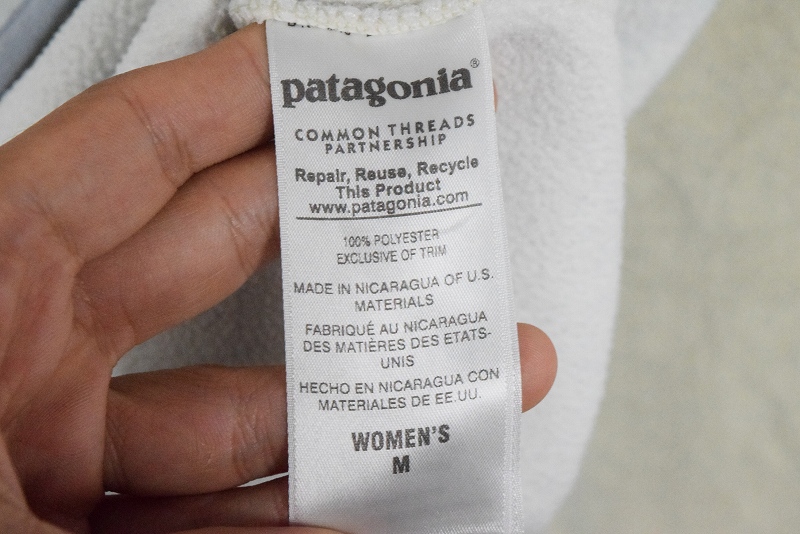 patagonia®
COMMON THREADS
PARTNERSHIP
Repair, Reuse, Recycle
This Product
www.patagonia.com
100% POLYESTER
EXCLUSIVE OF TRIM
MADE IN NICARAGUA OF U.S.
MATERIALS
FABRIQUÉ AU NICARAGUA
DES MATIÈRES DES ETATS-
UNIS
HECHO EN NICARAGUA CON
MATERIALES DE EE.UU.
WOMEN'S
M